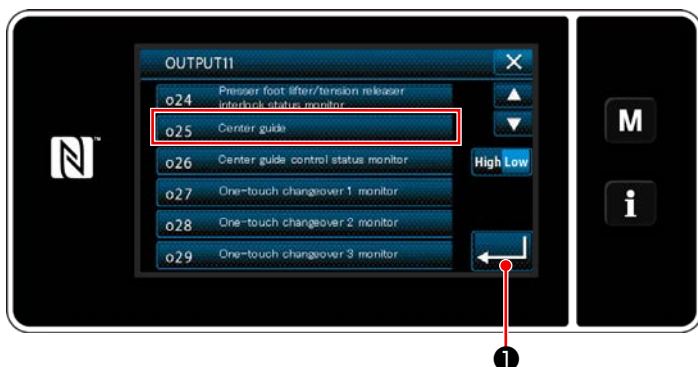 OUTPUT11
o24 Presser foot lifter/tension releaser
interlock status monitor
o25 Center guide
o26 Center guide control status monitor
High Low
o27 One-touch changeover 1 monitor
o28 One-touch changeover 2 monitor
o29 One-touch changeover 3 monitor
M
i
N
TM
❶